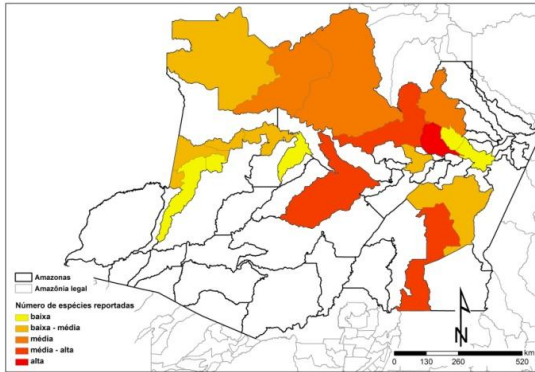 Amazonas
Amazônia legal
Número de espécies reportadas
baixa
baixa - média
média
média - alta
alta
N
km
0 130 260 520